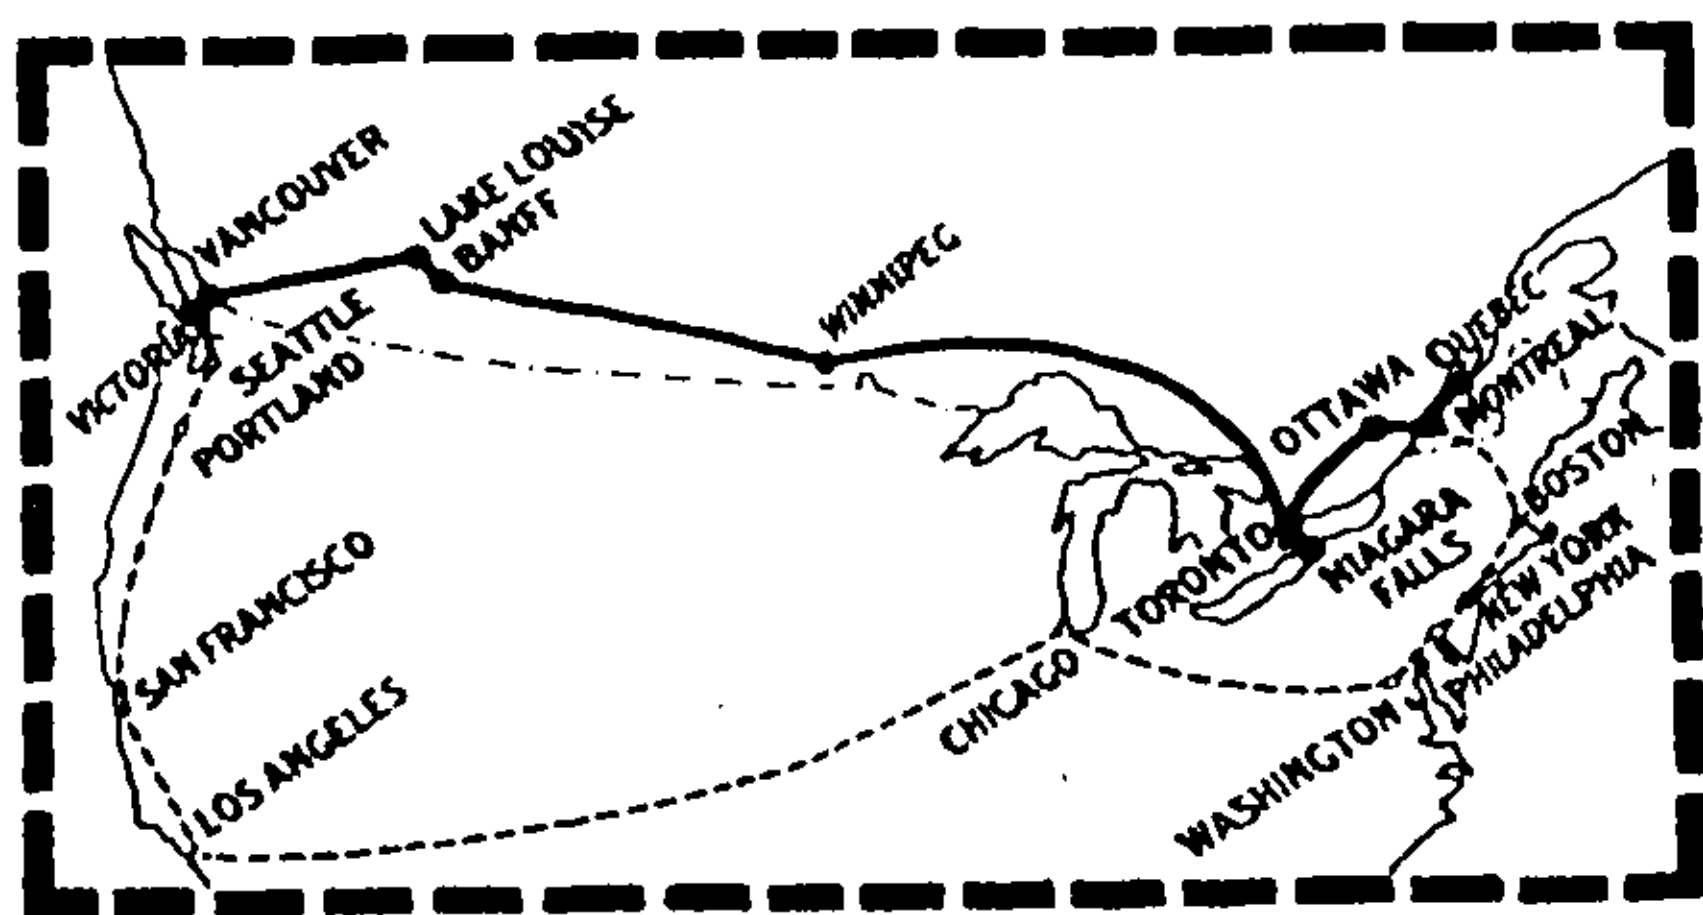 VANCOUVER
LAKE LOUISE
BANFF
WINNIPEG
VICTORIA
SEATTLE
PORTLAND
OTTAWA
QUEBEC
MONTREAL
SAN FRANCISCO
TORONTO
NIAGARA
FALLS
BOSTON
NEW YORK
PHILADELPHIA
LOS ANGELES
CHICAGO
WASHINGTON